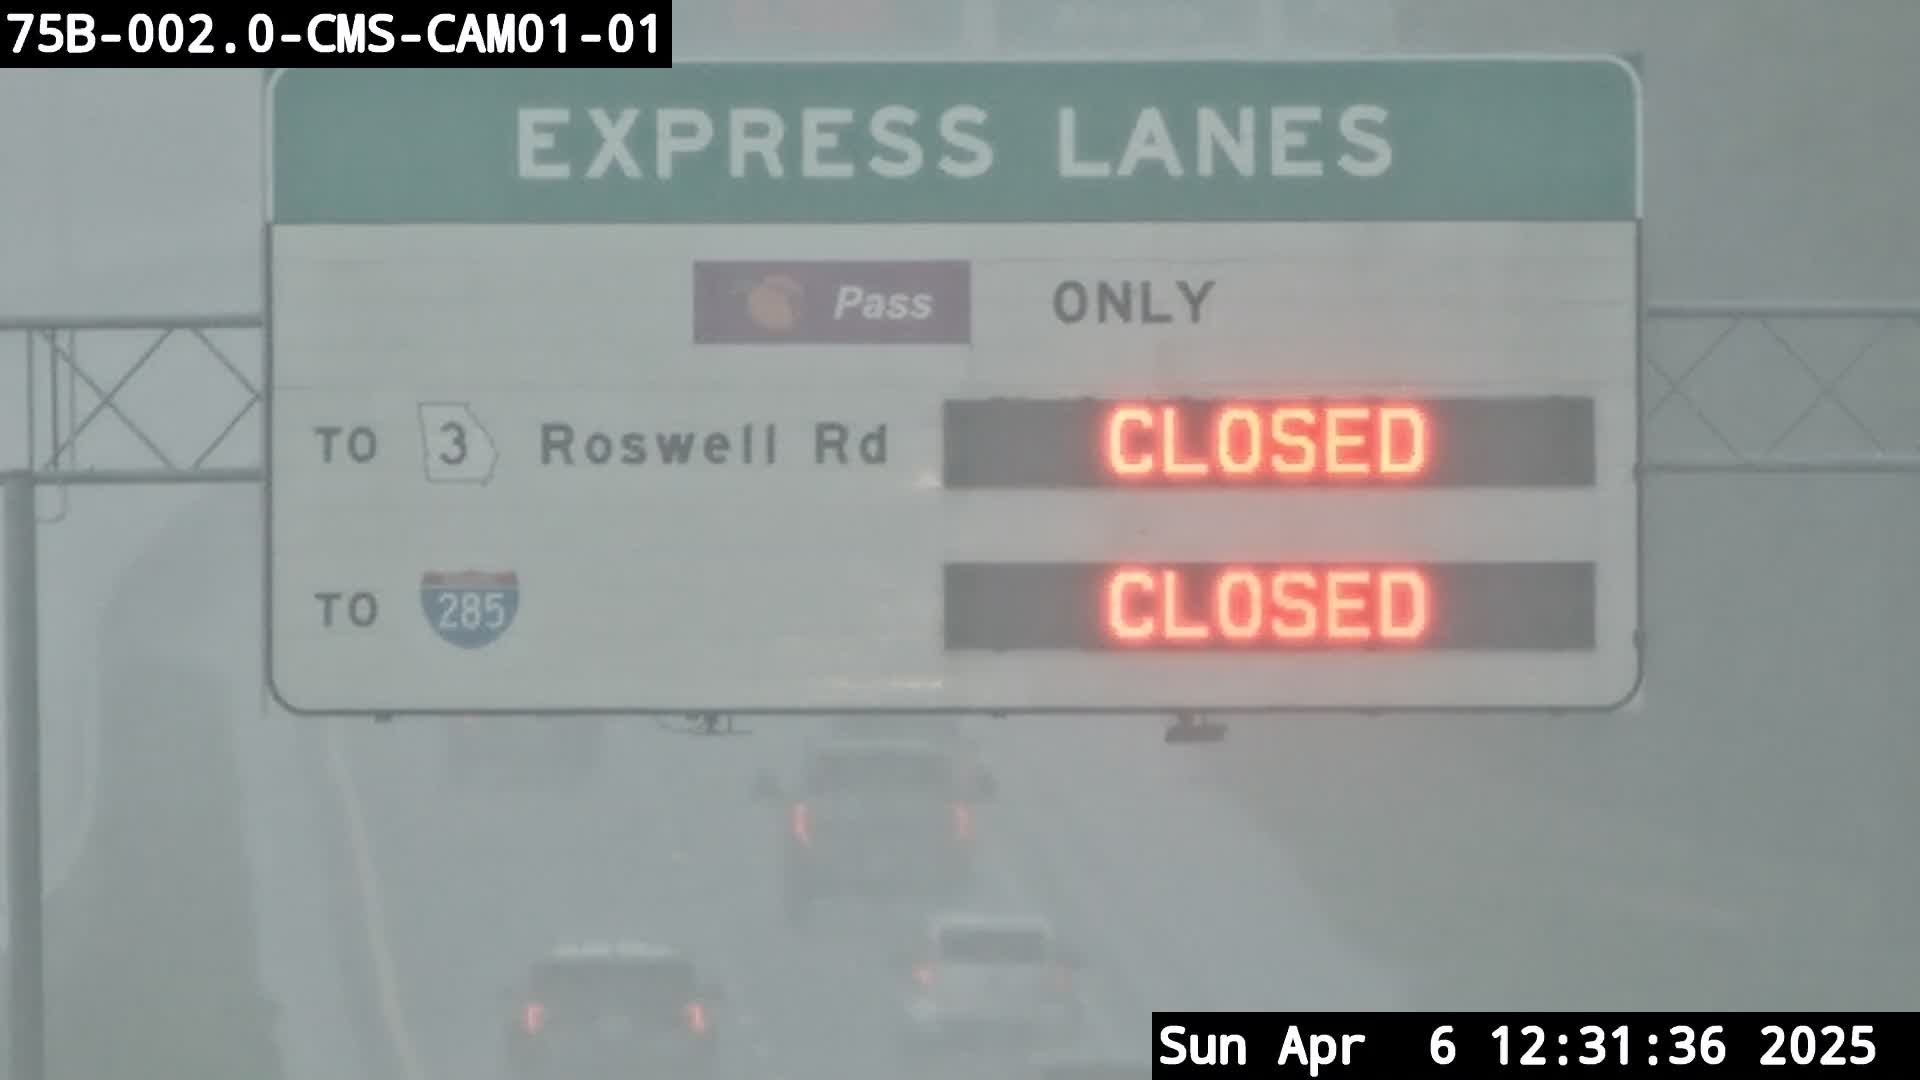 75B-002.0-CMS-CAM01-01
EXPRESS LANES
Pass ONLY
TO 3 Roswell Rd CLOSED
TO 285 CLOSED
Sun Apr 6 12:31:36 2025